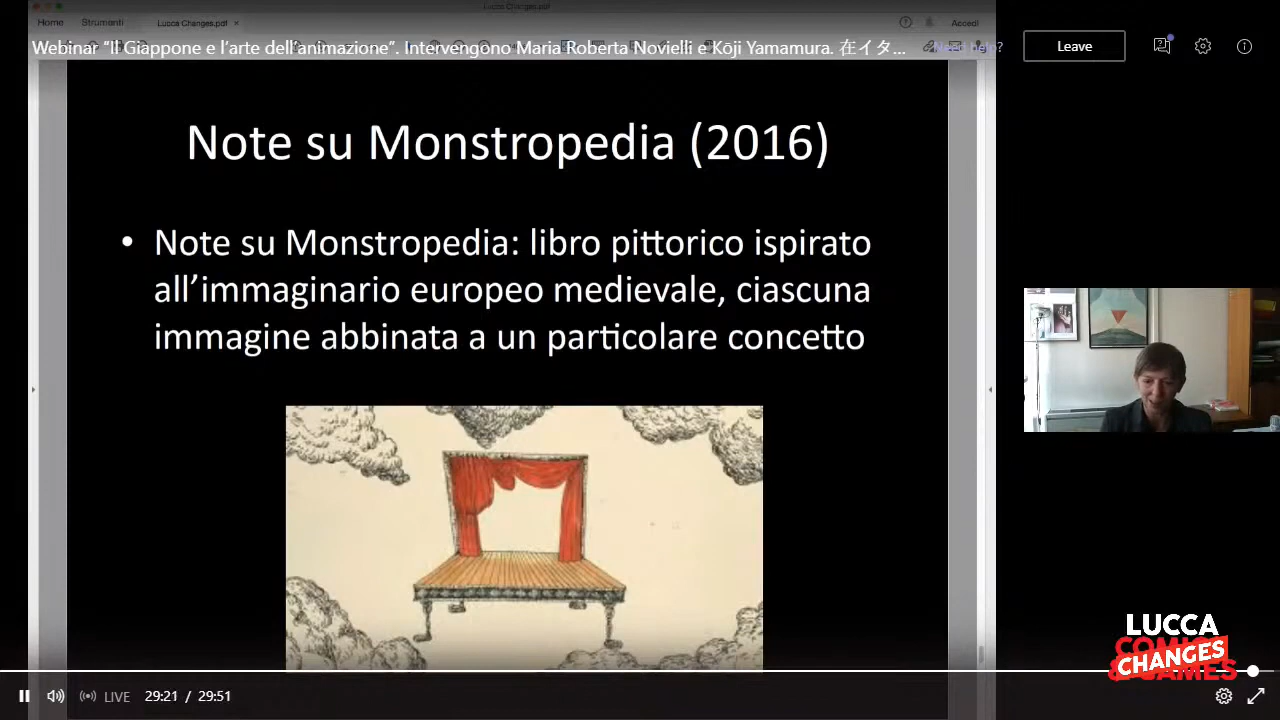 Lucca Changes.pdf
Home Strumenti Lucca Changes.pdf × Accedi
Webinar “Il Giappone e l’arte dell’animazione”. Intervengono Maria Roberta Novielli e Kōji Yamamura. 在イタ... Need help? Leave
Note su Monstropedia (2016)
• Note su Monstropedia: libro pittorico ispirato
all’immaginario europeo medievale, ciascuna
immagine abbinata a un particolare concetto
LUCCA
COMICS
CHANGES
& GAMES
LIVE 29:21 / 29:51